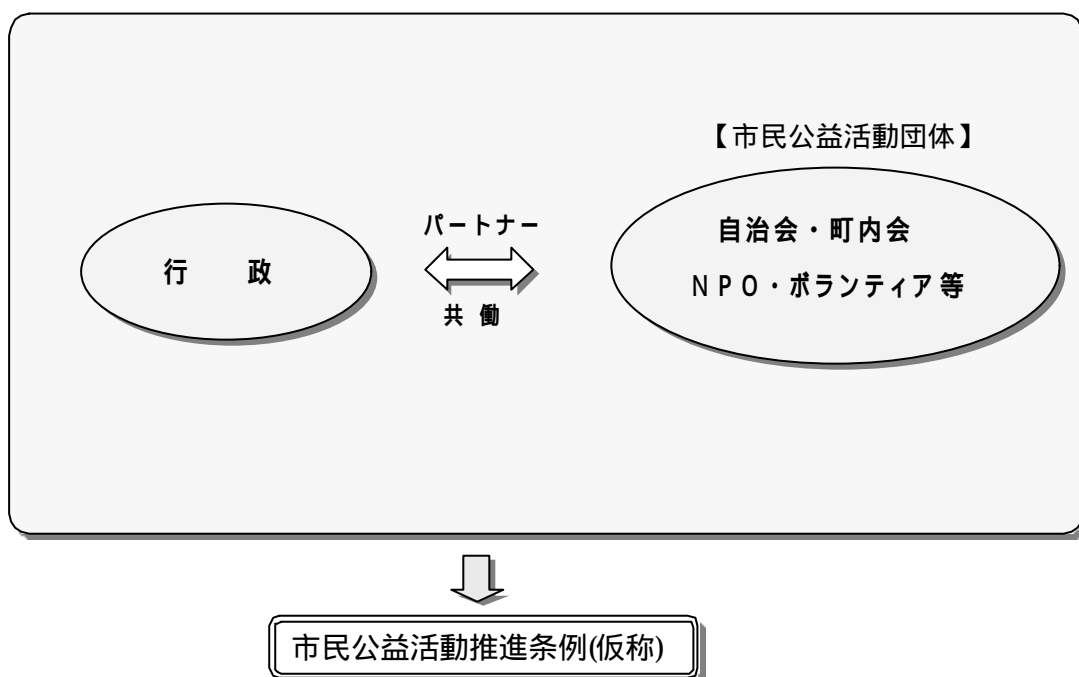 【市民公益活動団体】
パートナー
行　　政
共 働
自治会・町内会
ＮＰＯ・ボランティア等
市民公益活動推進条例(仮称)